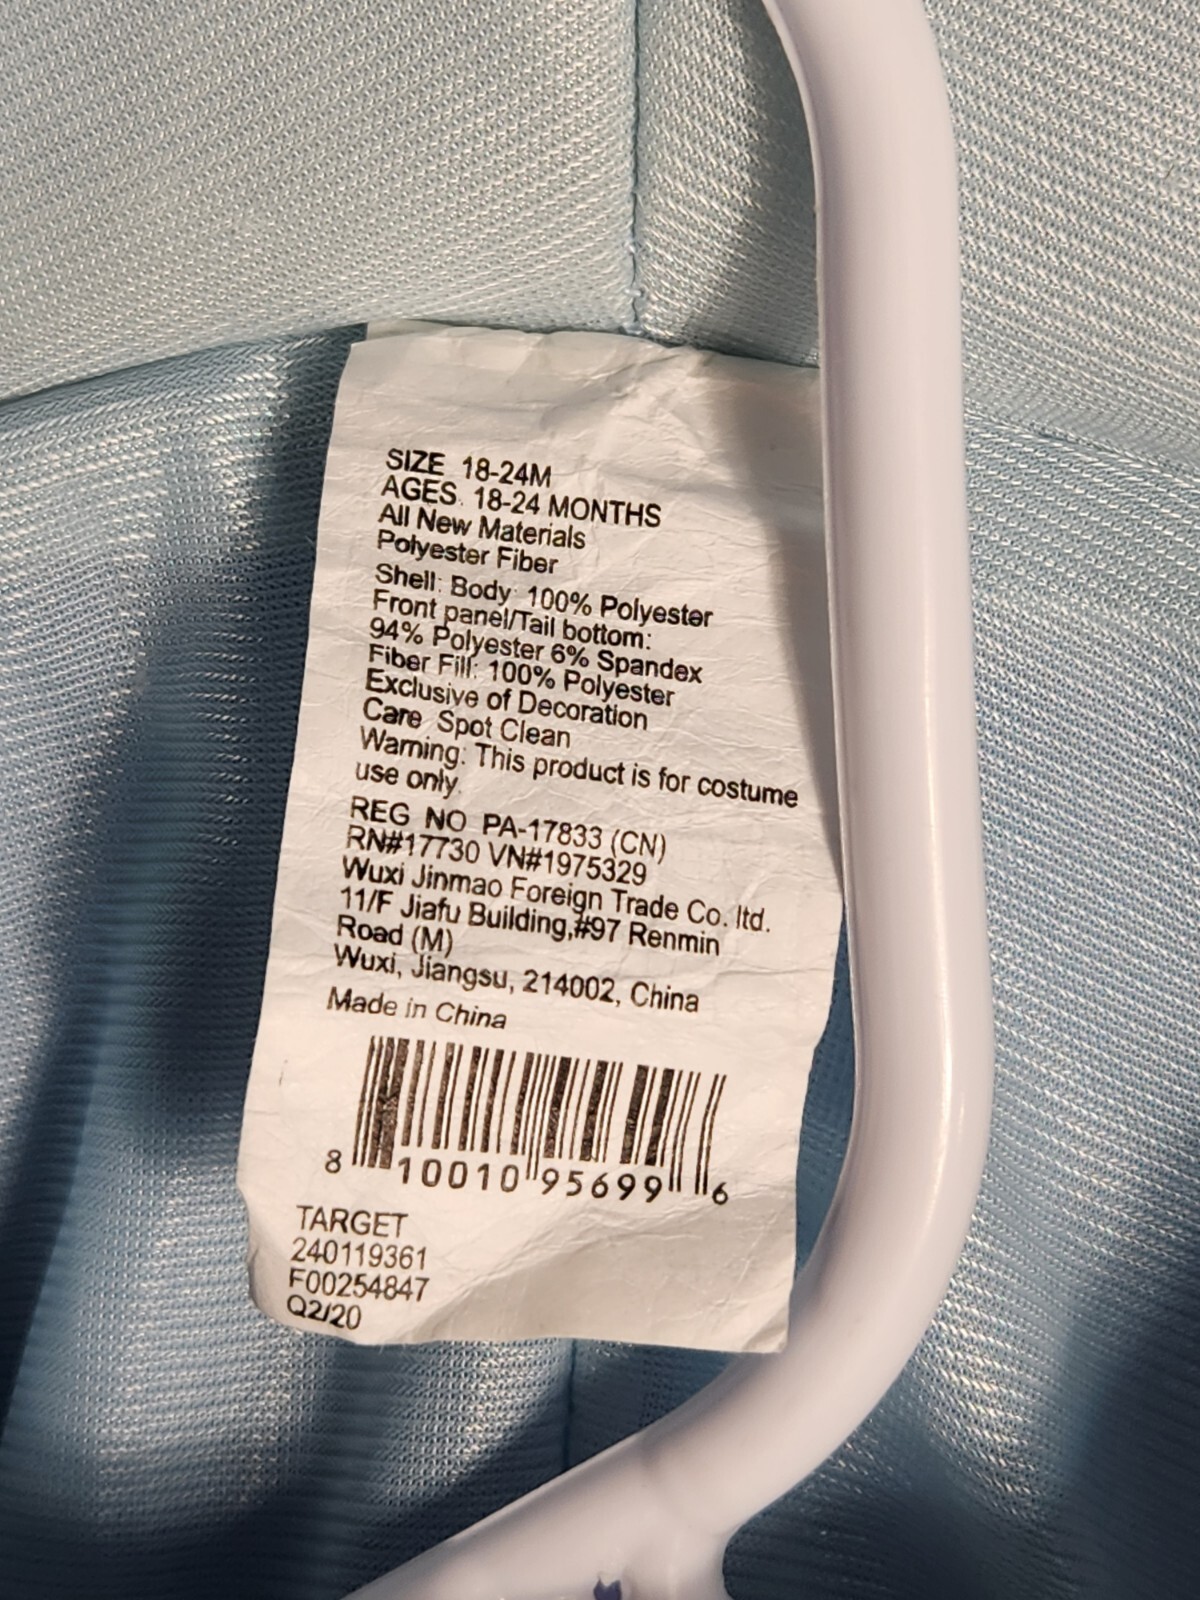 SIZE 18-24M
AGES. 18-24 MONTHS
All New Materials
Polyester Fiber
Shell: Body: 100% Polyester
Front panel/Tail bottom:
94% Polyester 6% Spandex
Fiber Fill: 100% Polyester
Exclusive of Decoration
Care Spot Clean
Warning: This product is for costume
use only.
REG NO PA-17833 (CN)
RN#17730 VN#1975329
Wuxi Jinmao Foreign Trade Co. ltd.
11/F Jiafu Building,#97 Renmin
Road (M)
Wuxi, Jiangsu, 214002, China
Made in China
8 10010 95699 6
TARGET
240119361
F00254847
Q2/20